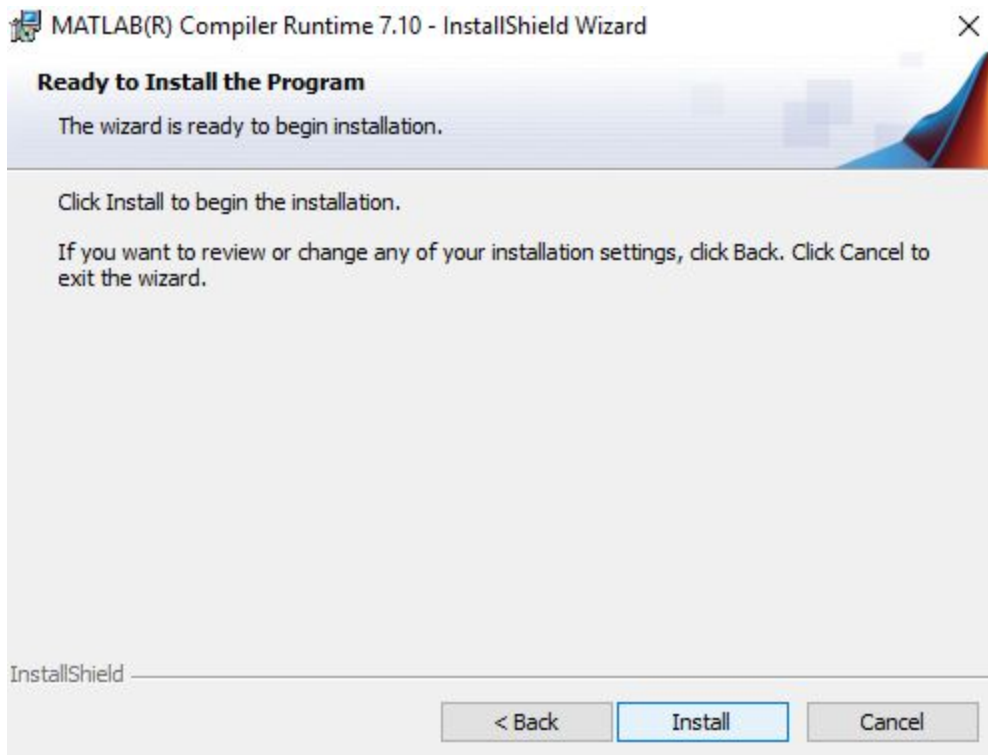 MATLAB(R) Compiler Runtime 7.10 - InstallShield Wizard
Ready to Install the Program
The wizard is ready to begin installation.
Click Install to begin the installation.
If you want to review or change any of your installation settings, click Back. Click Cancel to
exit the wizard.
InstallShield
< Back Install Cancel